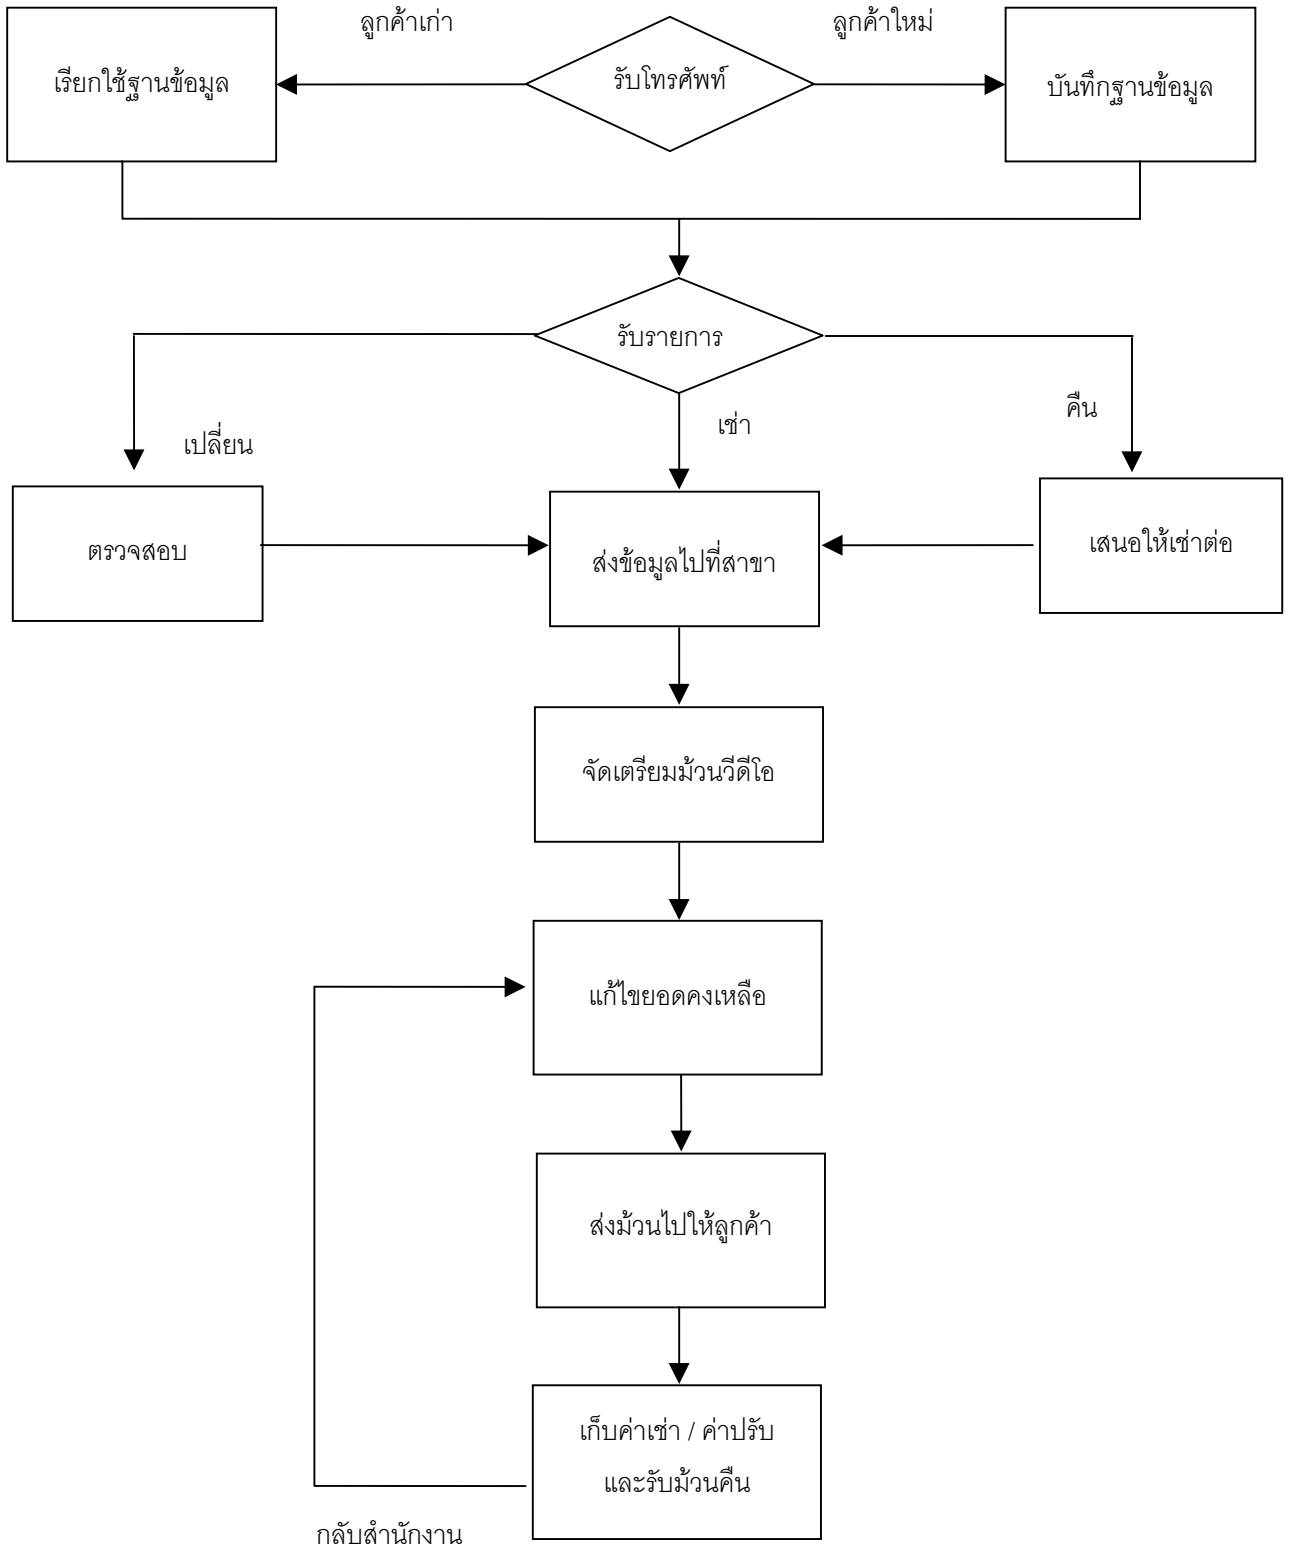 ลูกค้าเก่า
ลูกค้าใหม่
เรียกใช้ฐานข้อมูล
รับโทรศัพท์
บันทึกฐานข้อมูล
รับรายการ
เปลี่ยน
เช่า
คืน
ตรวจสอบ
ส่งข้อมูลไปที่สาขา
เสนอให้เช่าต่อ
จัดเตรียมม้วนวีดีโอ
แก้ไขยอดคงเหลือ
ส่งม้วนไปให้ลูกค้า
เก็บค่าเช่า / ค่าปรับ
และรับม้วนคืน
กลับสำนักงาน